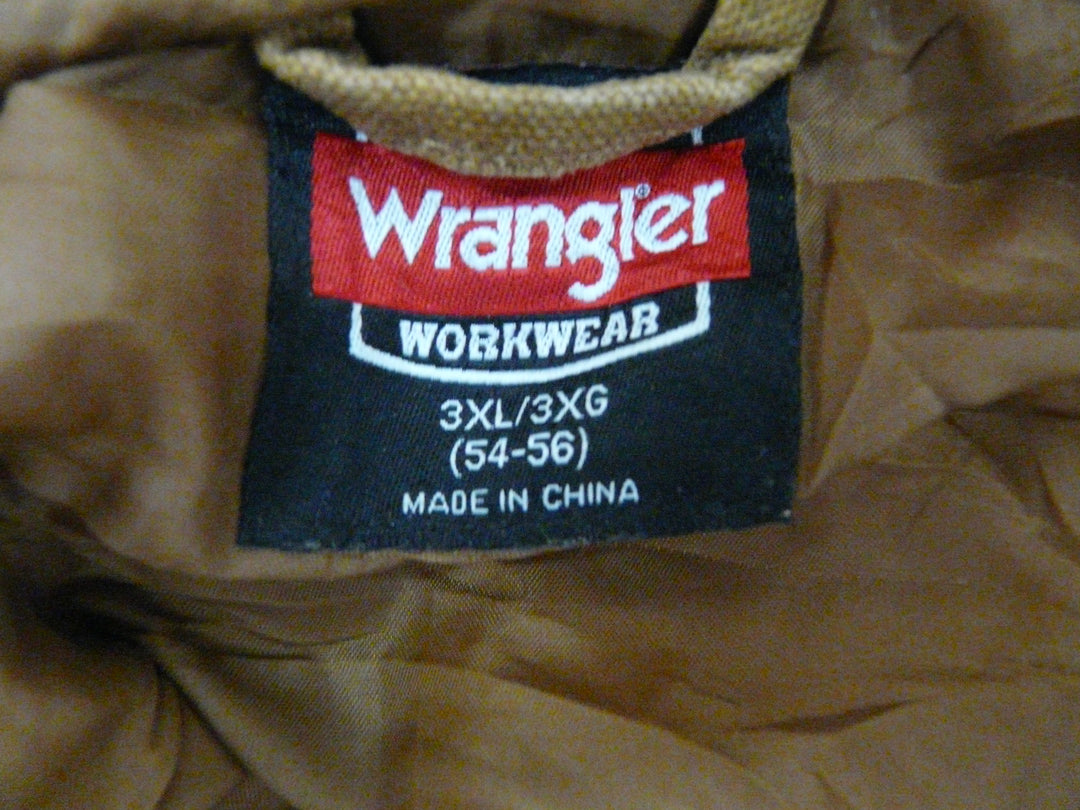 Wrangler®
WORKWEAR
3XL/3XG
(54-56)
MADE IN CHINA